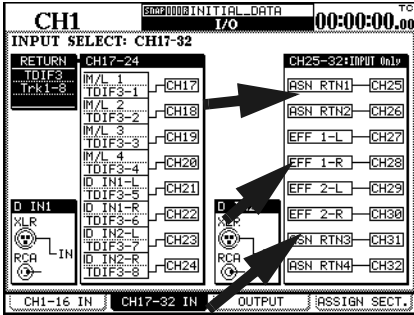 CH1
SNAP[000]INITIAL_DATA
I/O
TC
00:00:00.00
INPUT SELECT: CH17-32
RETURN
TDIF3
Trk1-8
CH17-24
IM/L 1
TDIF3-1
CH17
IM/L 2
TDIF3-2
CH18
IM/L 3
TDIF3-3
CH19
IM/L 4
TDIF3-4
CH20
ID IN1-L
TDIF3-5
CH21
ID IN1-R
TDIF3-6
CH22
ID IN2-L
TDIF3-7
CH23
ID IN2-R
TDIF3-8
CH24
CH25-32:INPUT Only
ASN RTN1 CH25
ASN RTN2 CH26
EFF 1-L CH27
EFF 1-R CH28
EFF 2-L CH29
EFF 2-R CH30
ASN RTN3 CH31
ASN RTN4 CH32
D IN1
XLR
IN
RCA
XLR
RCA
CH1-16 IN
CH17-32 IN
OUTPUT
ASSIGN SECT.